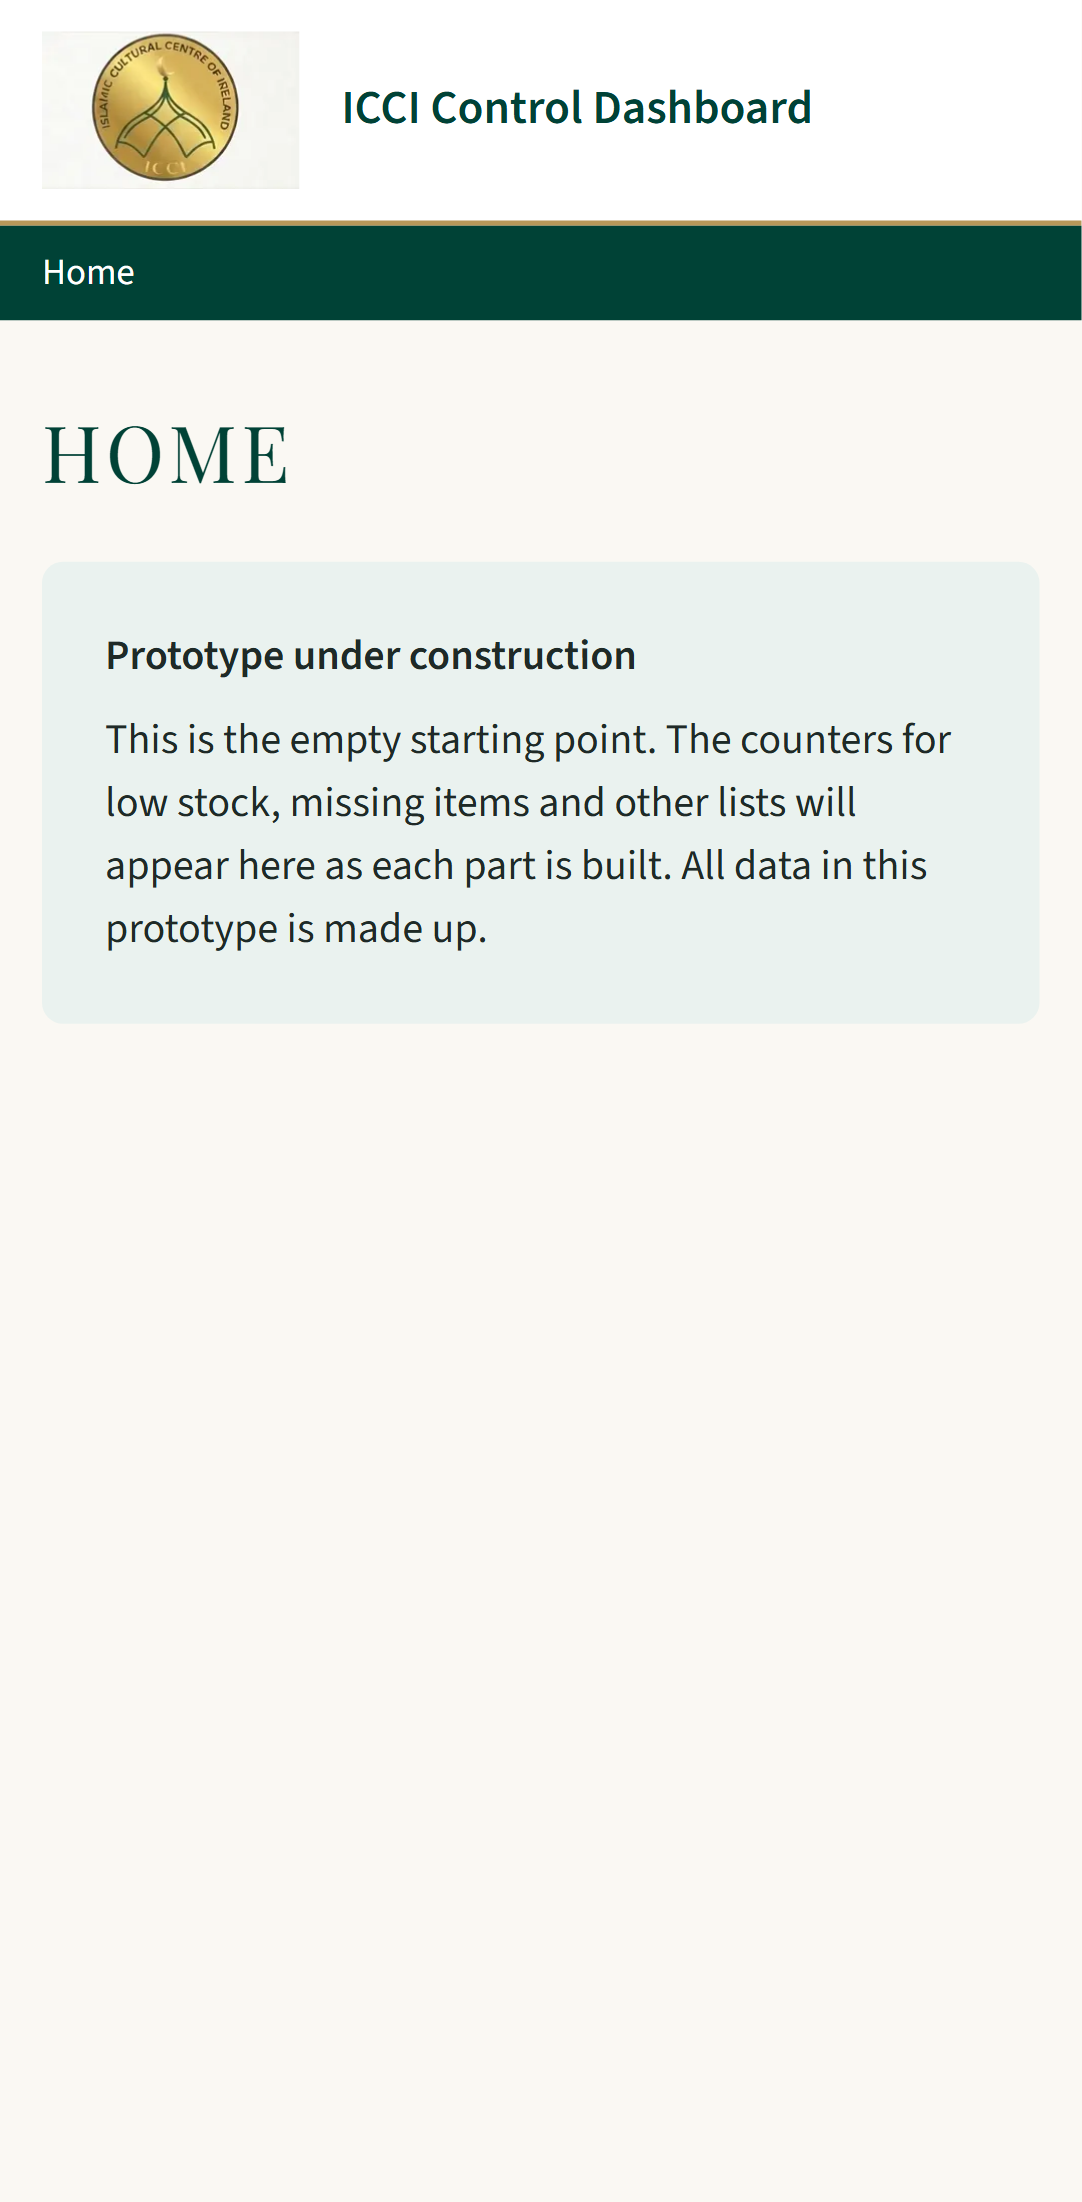 ISLAMIC CULTURAL CENTRE OF IRELAND
ICCI
ICCI Control Dashboard
Home
HOME
Prototype under construction
This is the empty starting point. The counters for
low stock, missing items and other lists will
appear here as each part is built. All data in this
prototype is made up.